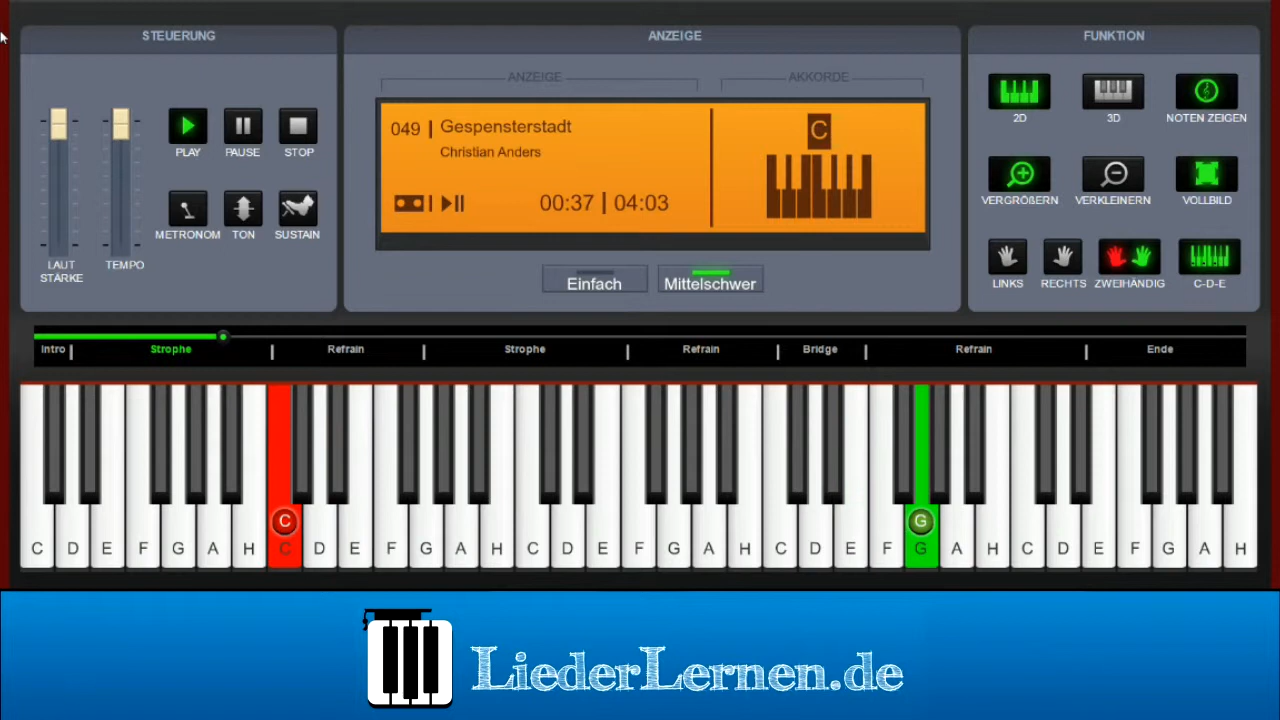 STEUERUNG
ANZEIGE
FUNKTION
ANZEIGE
AKKORDE
049 | Gespensterstadt
Christian Anders
00:37 | 04:03
C
PLAY
PAUSE
STOP
METRONOM
TON
SUSTAIN
LAUT
STÄRKE
TEMPO
Einfach
Mittelschwer
2D
3D
NOTEN ZEIGEN
VERGRÖßERN
VERKLEINERN
VOLLBILD
LINKS
RECHTS
ZWEIHÄNDIG
C-D-E
Intro
Strophe
Refrain
Strophe
Refrain
Bridge
Refrain
Ende
C G
C D E F G A H C D E F G A H C D E F G A H C D E F G A H C D E F G A H
LiederLernen.de